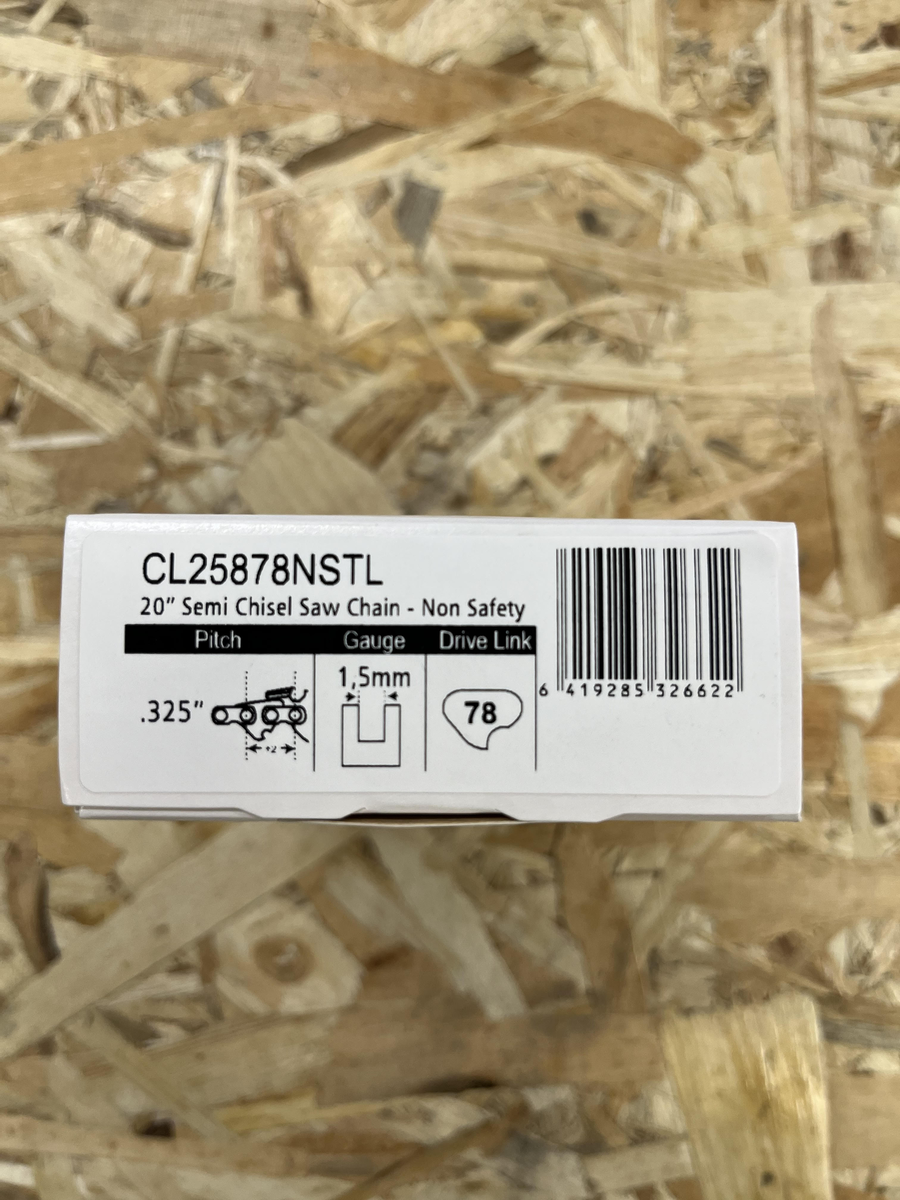 CL25878NSTL
20" Semi Chisel Saw Chain - Non Safety
Pitch Gauge Drive Link
.325" 1,5mm 78
÷2
6 419285 326622